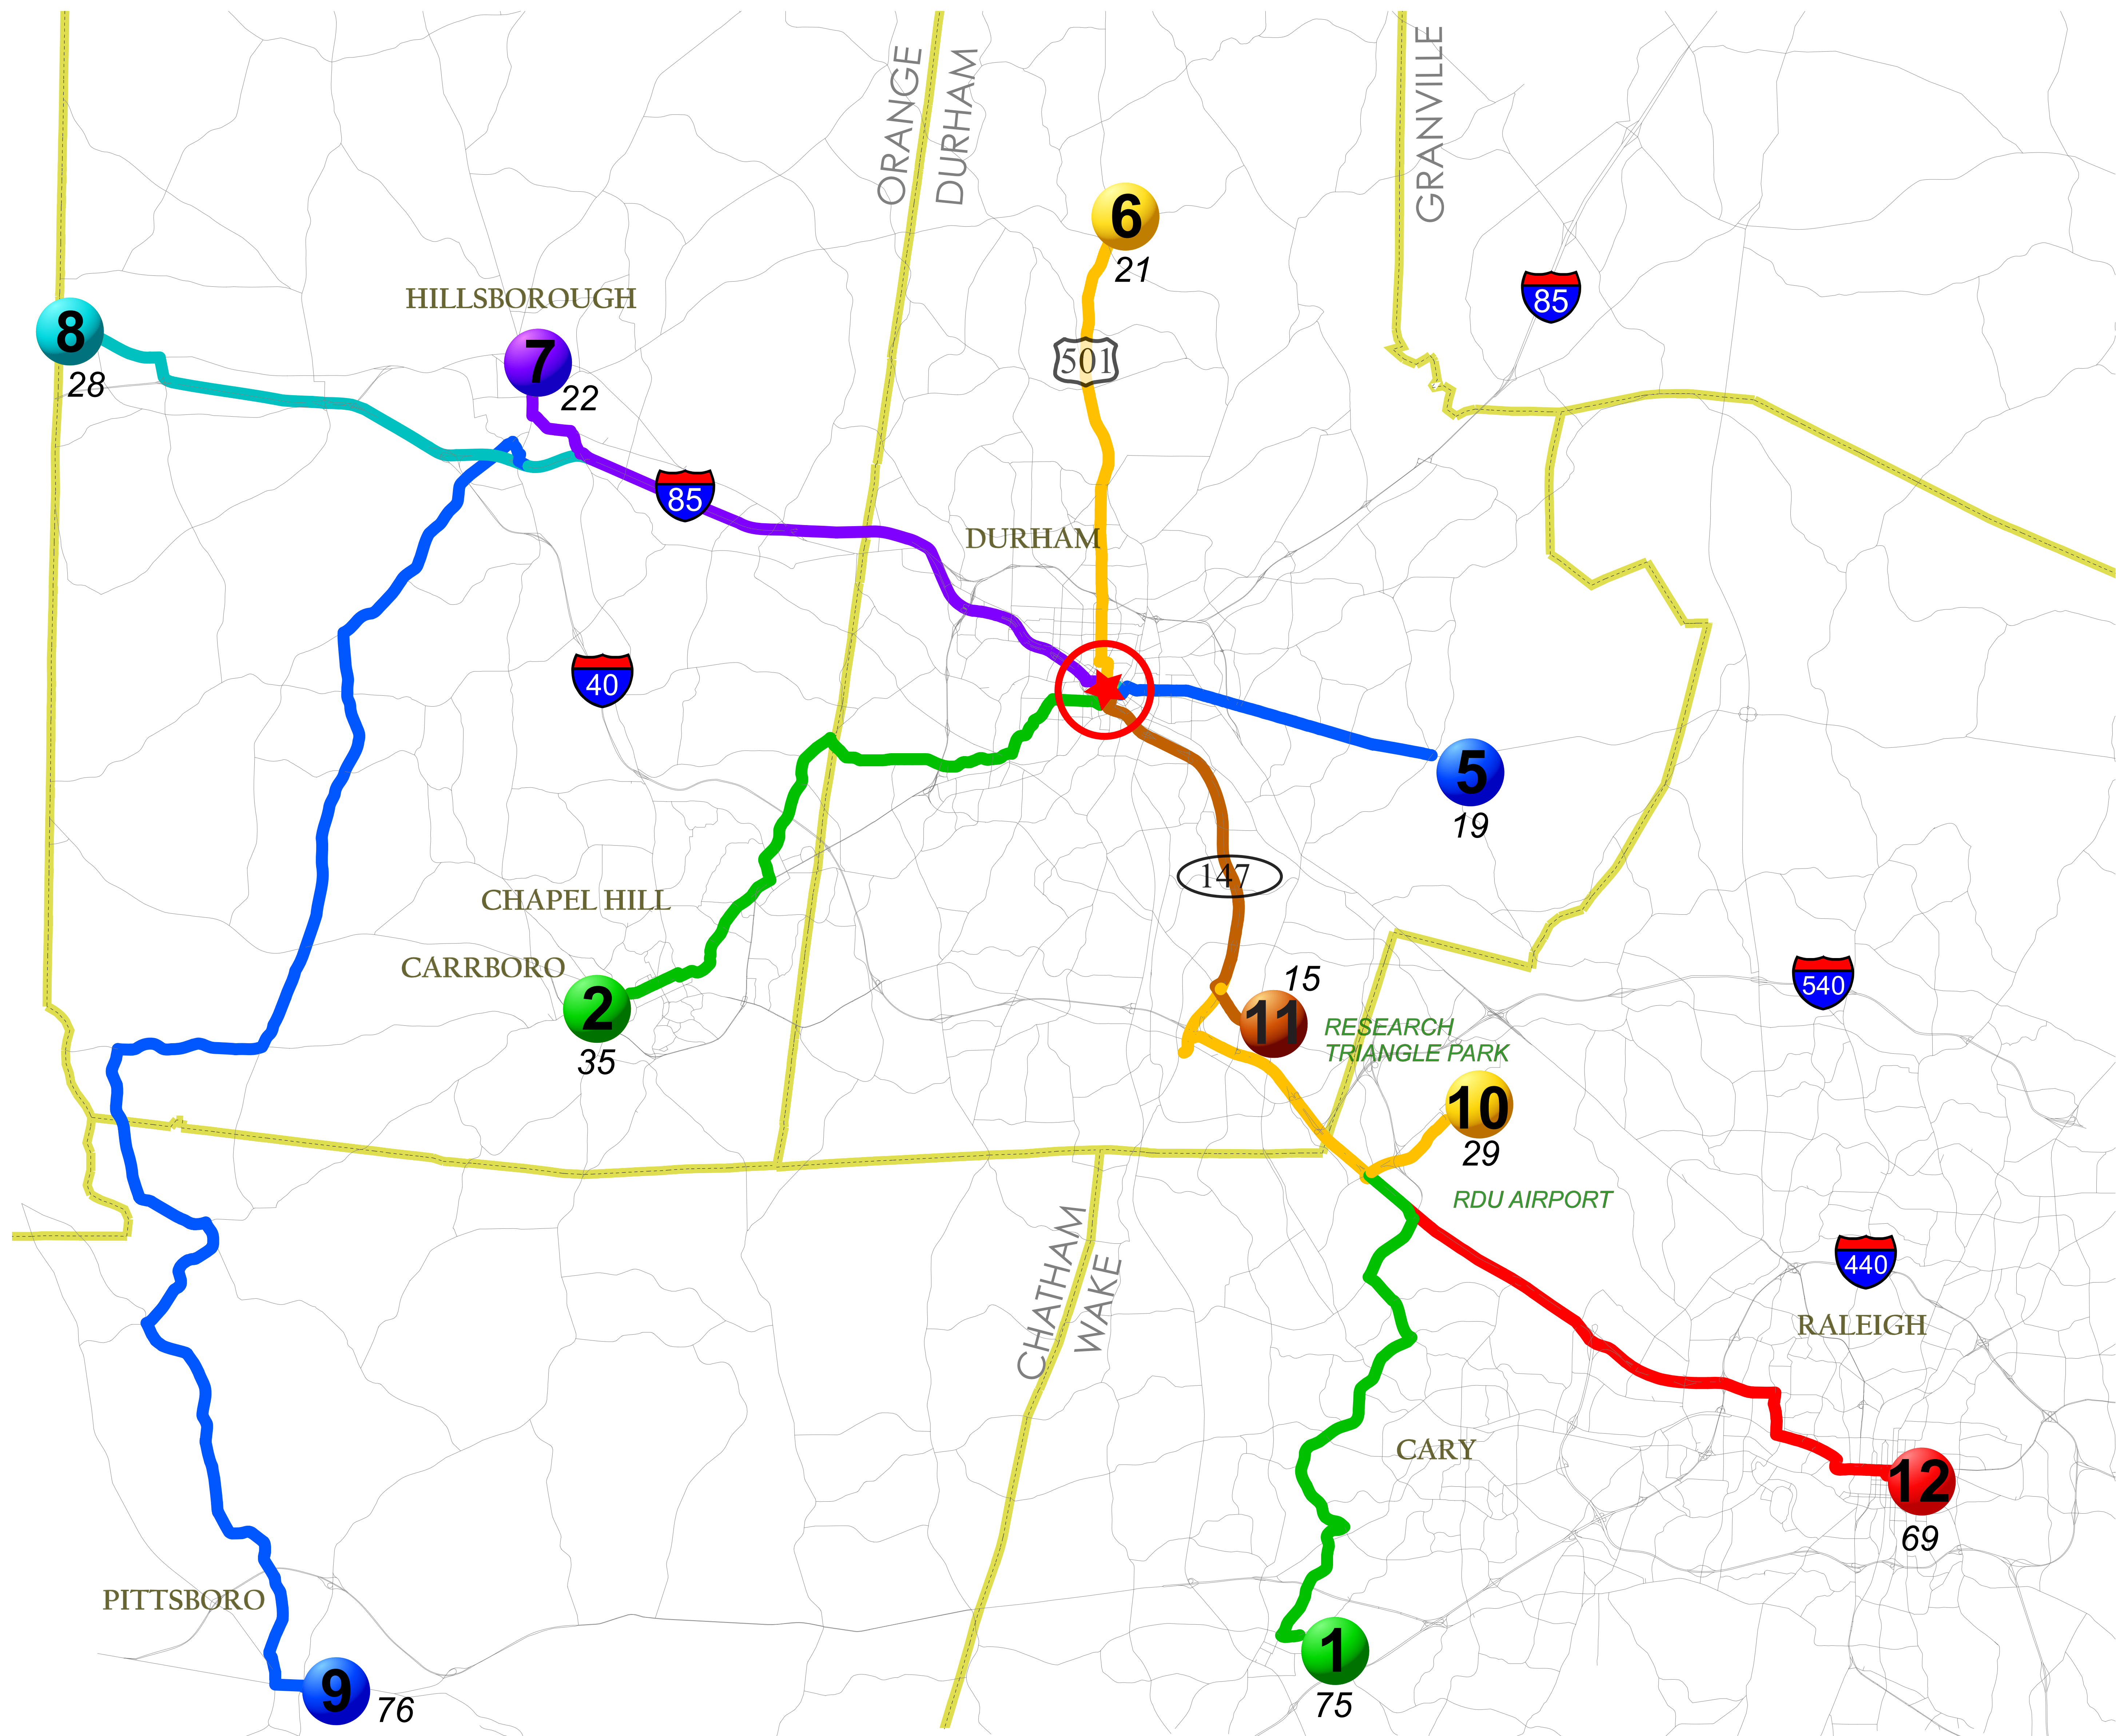 ORANGE
DURHAM
GRANVILLE
6
21
85
HILLSBOROUGH
8
28
7
22
501
85
DURHAM
40
5
19
147
CHAPEL HILL
CARRBORO
2
35
15
11
RESEARCH
TRIANGLE PARK
540
10
29
RDU AIRPORT
CHATHAM
WAKE
440
RALEIGH
CARY
12
69
PITTSBORO
1
75
9
76